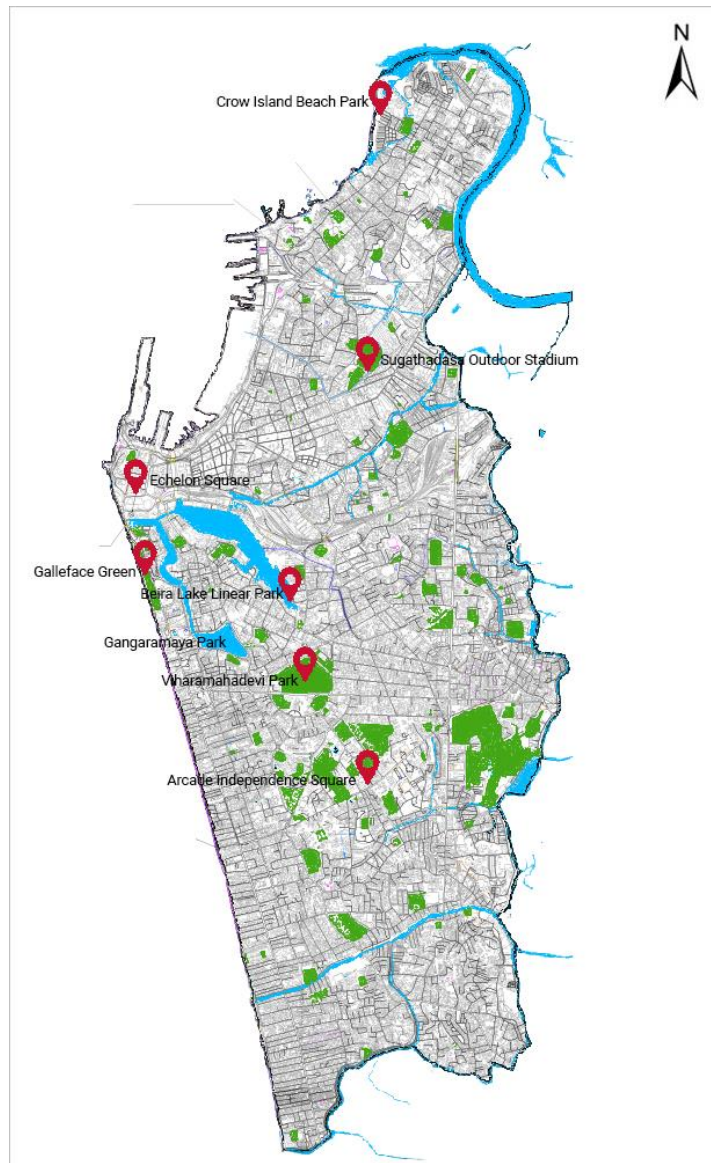 N
Crow Island Beach Park
Sugathadasa Outdoor Stadium
Echelon Square
Galleface Green
Beira Lake Linear Park
Gangaramaya Park
Viharamahadevi Park
Arcade Independence Square